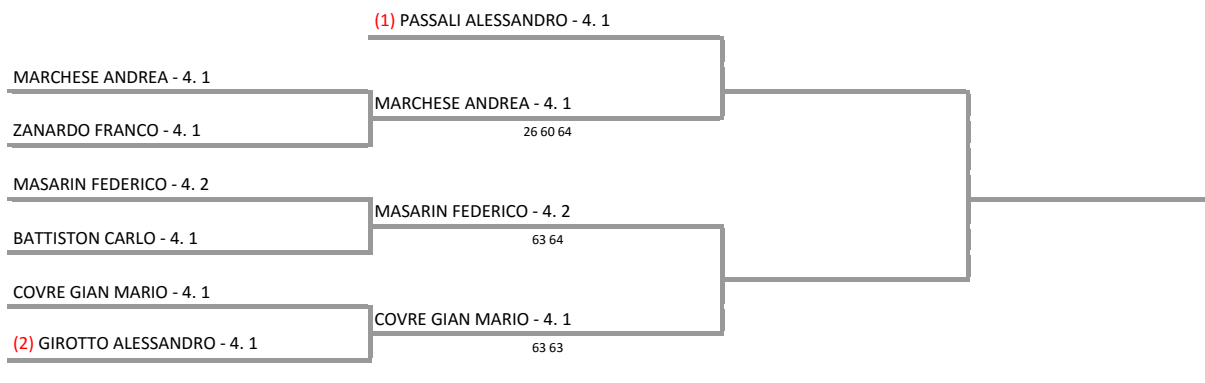 (1) PASSALI ALESSANDRO - 4. 1
MARCHESE ANDREA - 4. 1
MARCHESE ANDREA - 4. 1
ZANARDO FRANCO - 4. 1
26 60 64
MASARIN FEDERICO - 4. 2
MASARIN FEDERICO - 4. 2
BATTISTON CARLO - 4. 1
63 64
COVRE GIAN MARIO - 4. 1
COVRE GIAN MARIO - 4. 1
(2) GIROTTO ALESSANDRO - 4. 1
63 63